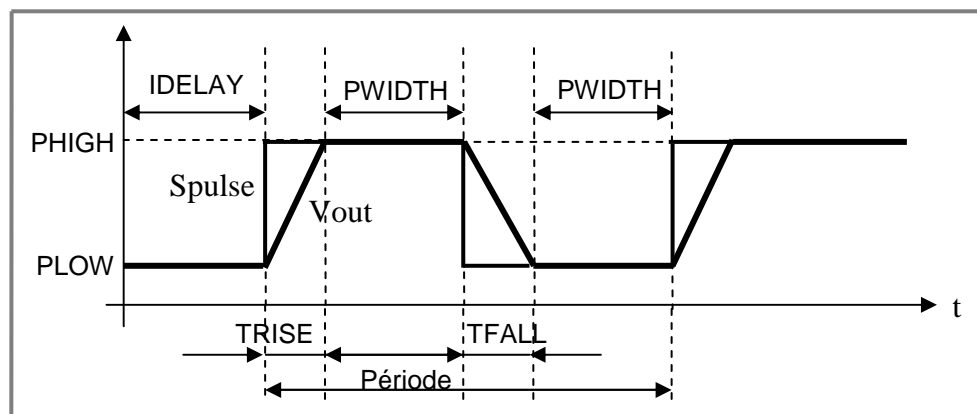 IDELAY
PWIDTH
PWIDTH
PHIGH
Spulse
Vout
PLOW
t
TRISE
TFALL
Période